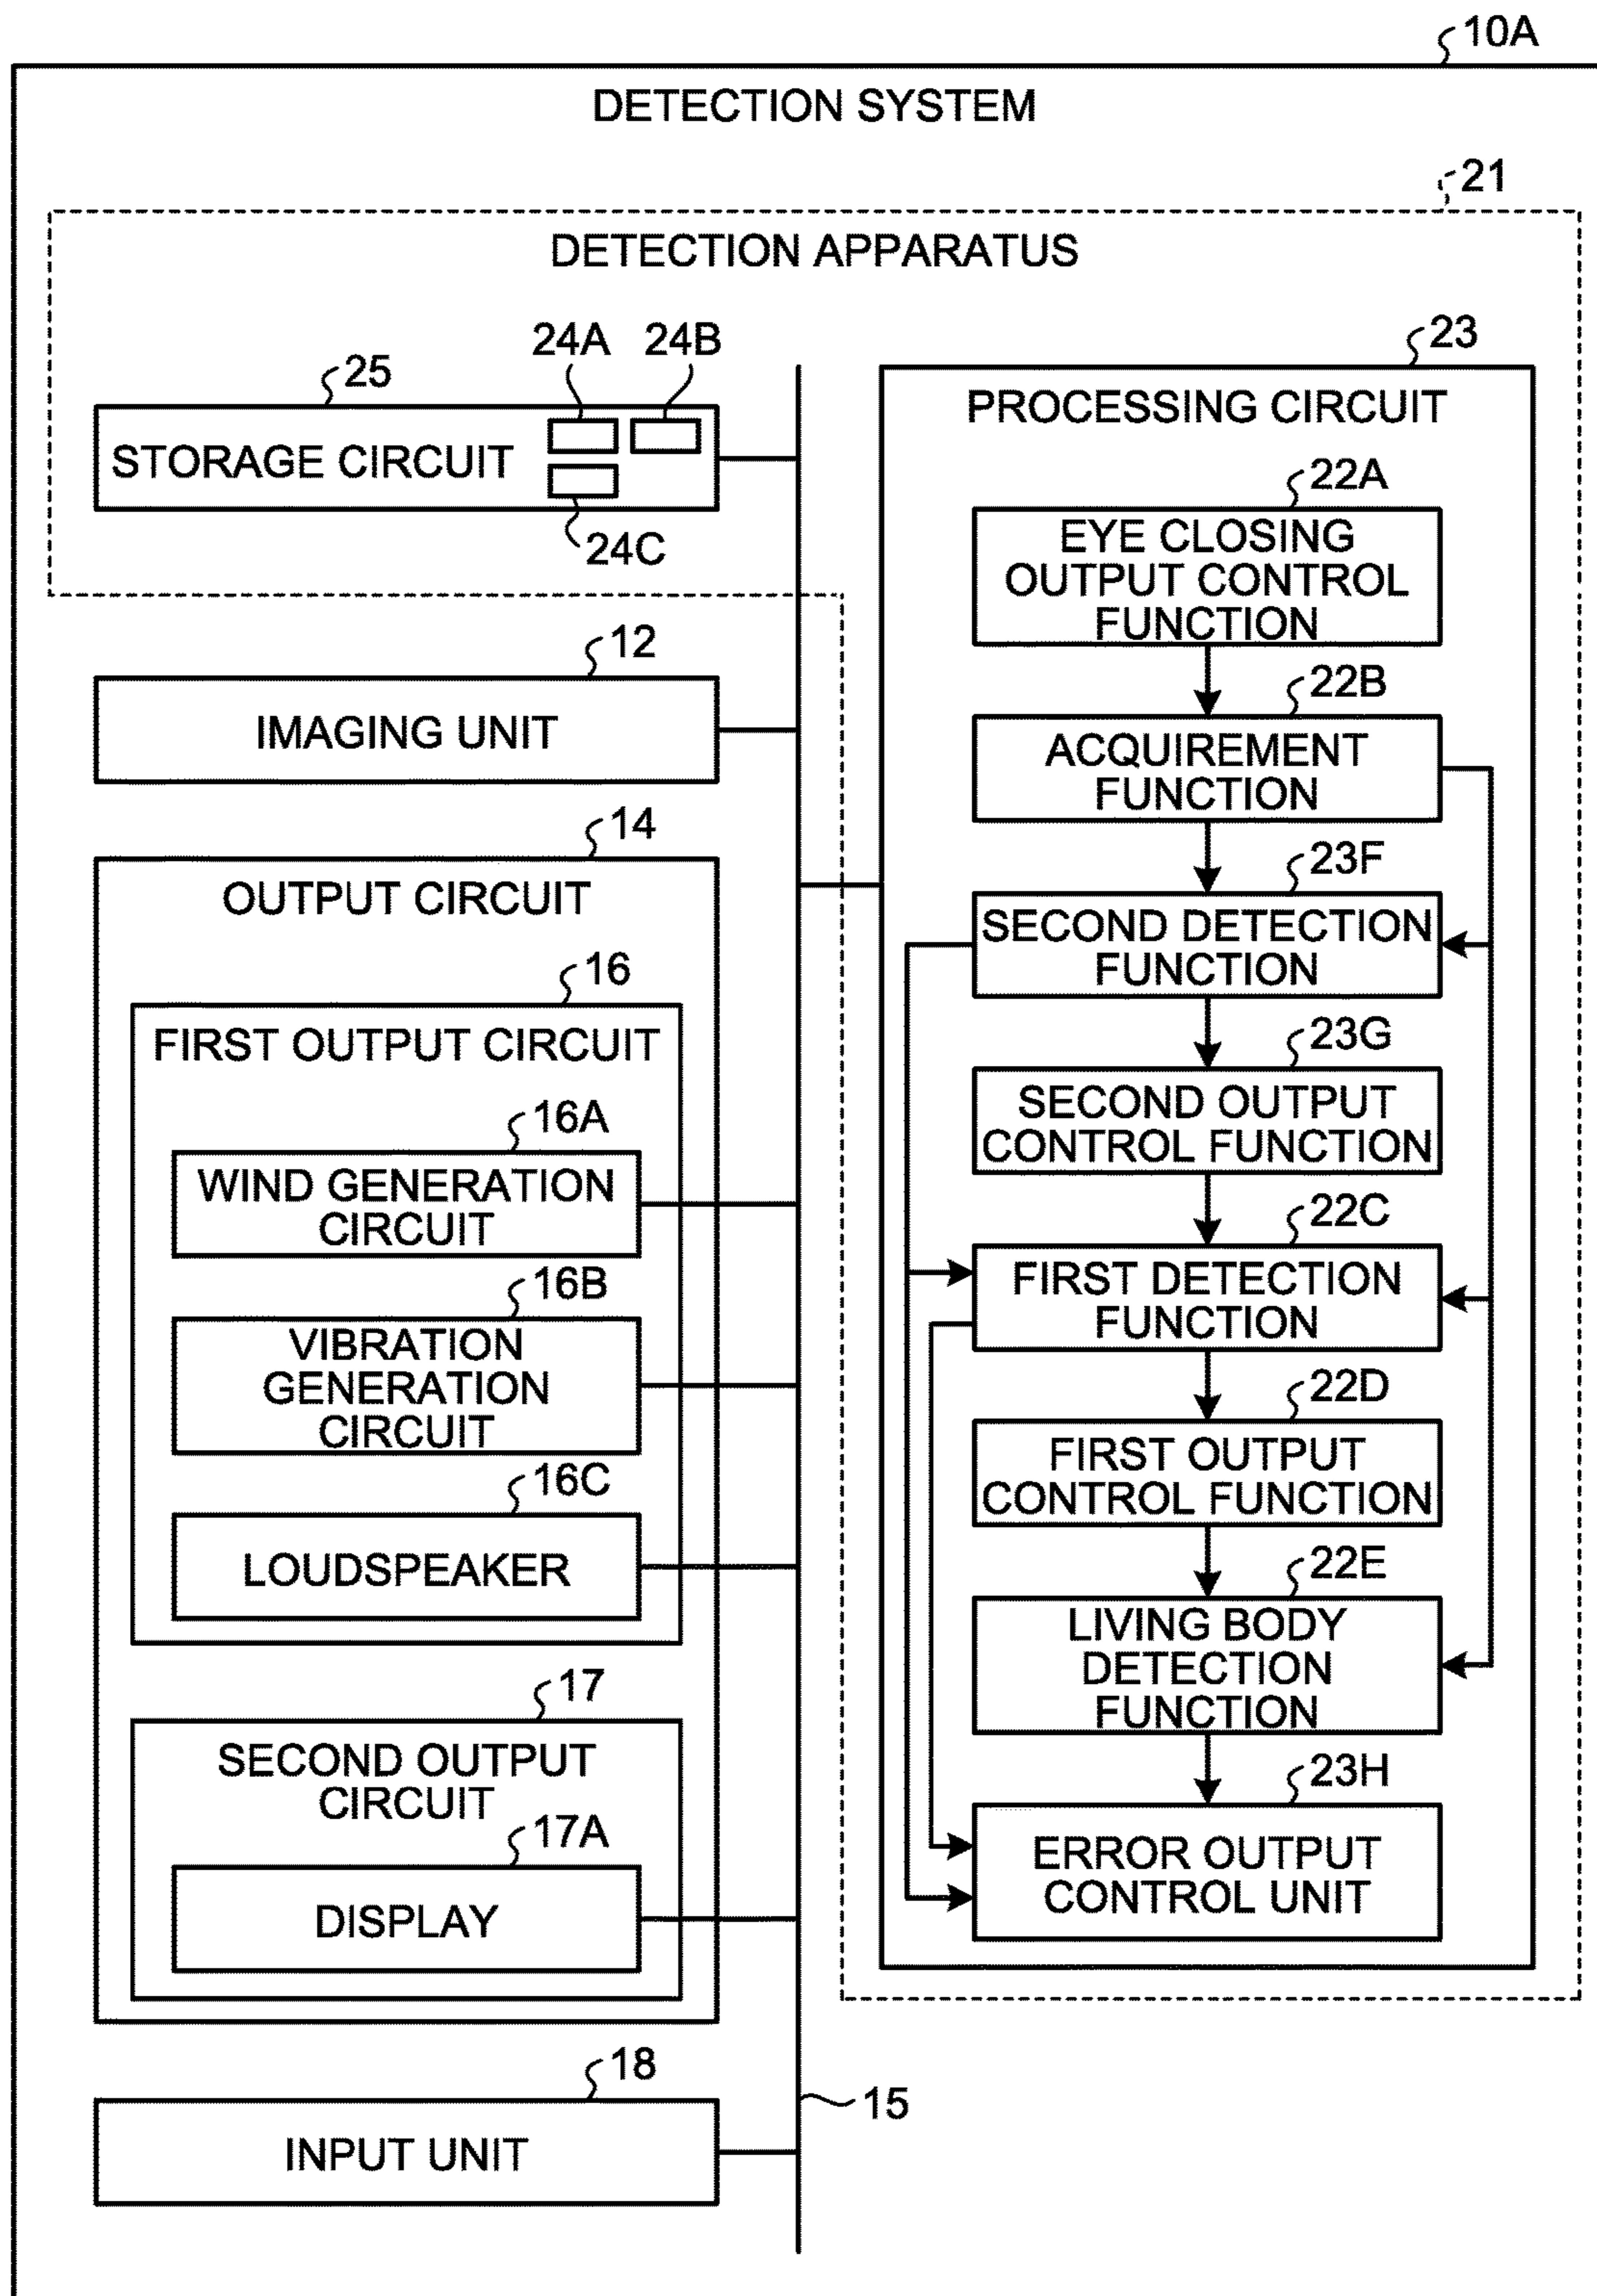 10A
DETECTION SYSTEM
21
DETECTION APPARATUS
24A
24B
25
STORAGE CIRCUIT
24C
12
IMAGING UNIT
14
OUTPUT CIRCUIT
16
FIRST OUTPUT CIRCUIT
16A
WIND GENERATION
CIRCUIT
16B
VIBRATION
GENERATION
CIRCUIT
16C
LOUDSPEAKER
17
SECOND OUTPUT
CIRCUIT
17A
DISPLAY
18
INPUT UNIT
15
23
PROCESSING CIRCUIT
22A
EYE CLOSING
OUTPUT CONTROL
FUNCTION
22B
ACQUIREMENT
FUNCTION
23F
SECOND DETECTION
FUNCTION
23G
SECOND OUTPUT
CONTROL FUNCTION
22C
FIRST DETECTION
FUNCTION
22D
FIRST OUTPUT
CONTROL FUNCTION
22E
LIVING BODY
DETECTION
FUNCTION
23H
ERROR OUTPUT
CONTROL UNIT